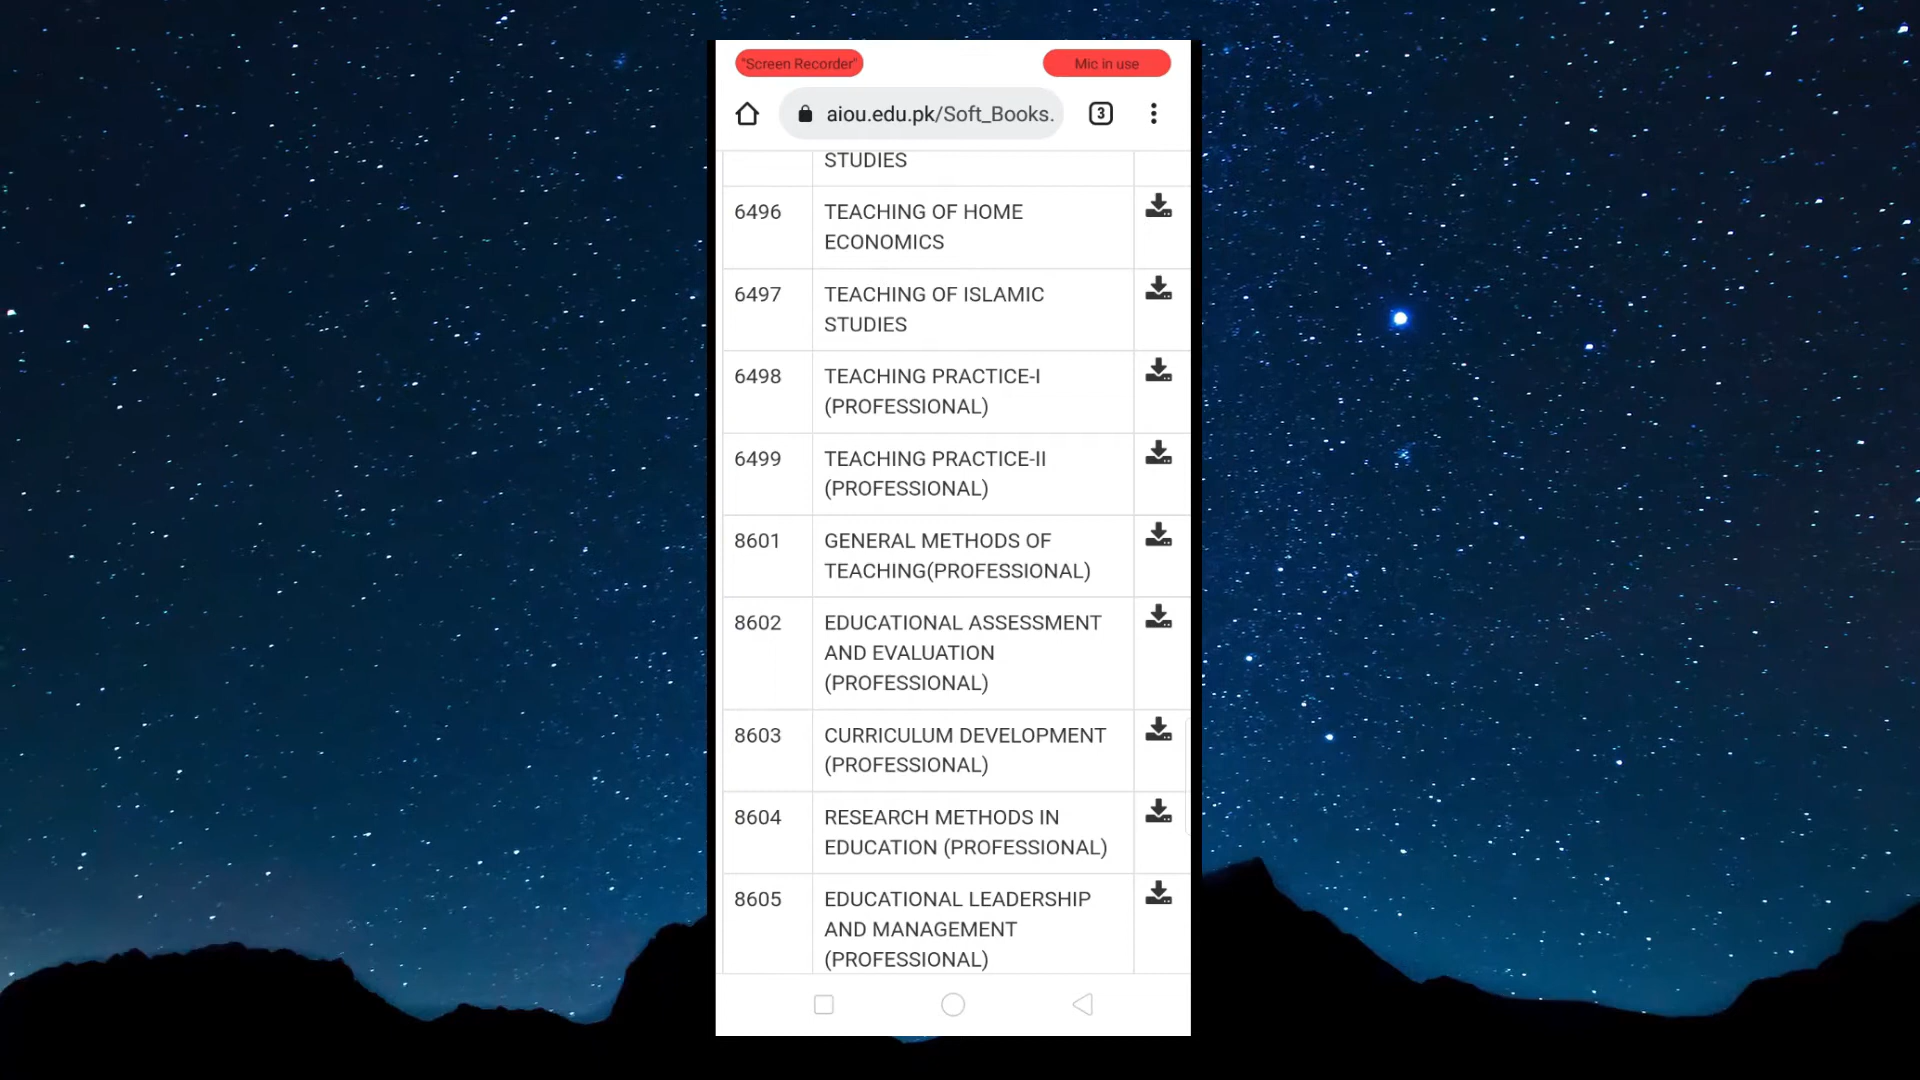 "Screen Recorder"
Mic in use
aiou.edu.pk/Soft_Books.
3
STUDIES
6496
TEACHING OF HOME
ECONOMICS
6497
TEACHING OF ISLAMIC
STUDIES
6498
TEACHING PRACTICE-I
(PROFESSIONAL)
6499
TEACHING PRACTICE-II
(PROFESSIONAL)
8601
GENERAL METHODS OF
TEACHING(PROFESSIONAL)
8602
EDUCATIONAL ASSESSMENT
AND EVALUATION
(PROFESSIONAL)
8603
CURRICULUM DEVELOPMENT
(PROFESSIONAL)
8604
RESEARCH METHODS IN
EDUCATION (PROFESSIONAL)
8605
EDUCATIONAL LEADERSHIP
AND MANAGEMENT
(PROFESSIONAL)